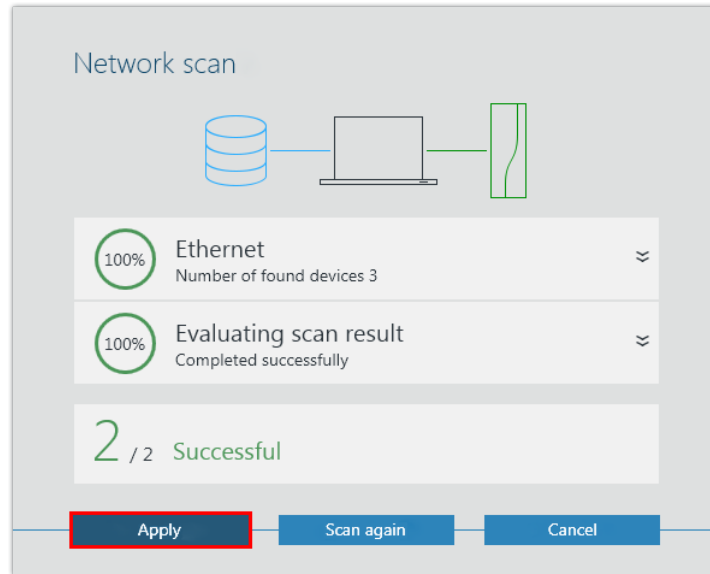 Network scan
100%
Ethernet
Number of found devices 3
100%
Evaluating scan result
Completed successfully
2 / 2 Successful
Apply
Scan again
Cancel